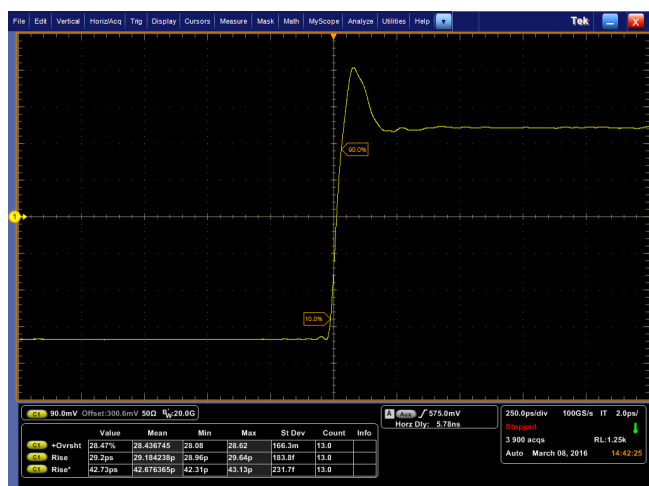 File Edit Vertical Horiz/Acq Trig Display Cursors Measure Mask Math MyScope Analyze Utilities Help Tek X
90.0%
1
10.0%
C1 90.0mV Offset:300.6mV 50Ω BW:20.0G
A Aux 575.0mV
Horz Dly: 5.78ns
250.0ps/div 100GS/s IT 2.0ps/
Stopped
3 900 acqs RL:1.25k
Auto March 08, 2016 14:42:25
Value Mean Min Max St Dev Count Info
C1 +Ovrsht 28.47% 28.436745 28.08 28.62 166.3m 13.0
C1 Rise 29.2ps 29.184238p 28.96p 29.64p 183.8f 13.0
C1 Rise* 42.73ps 42.676365p 42.31p 43.13p 231.7f 13.0